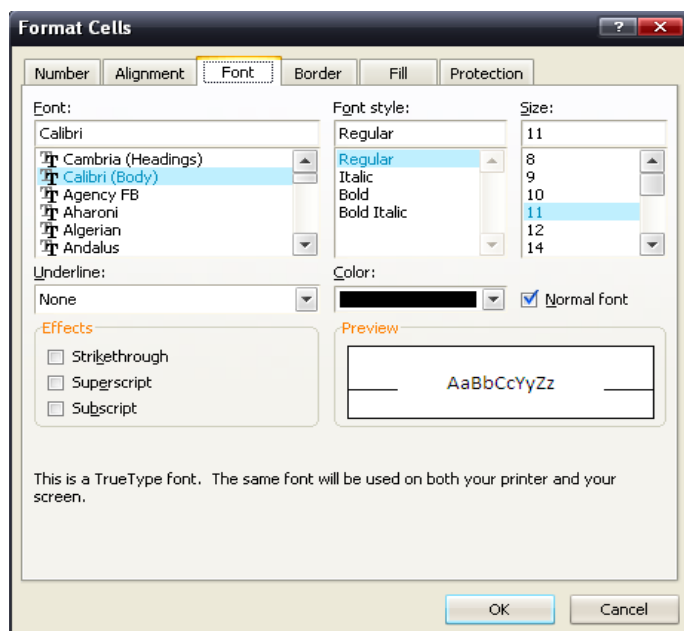 Format Cells
Number Alignment Font Border Fill Protection
Font: Font style: Size:
Calibri Regular 11
Cambria (Headings) Regular 8
Calibri (Body) Italic 9
Agency FB Bold 10
Aharoni Bold Italic 11
Algerian 12
Andalus 14
Underline: Color:
None Normal font
Effects Preview
Strikethrough
Superscript AaBbCcYyZz
Subscript
This is a TrueType font. The same font will be used on both your printer and your
screen.
OK Cancel